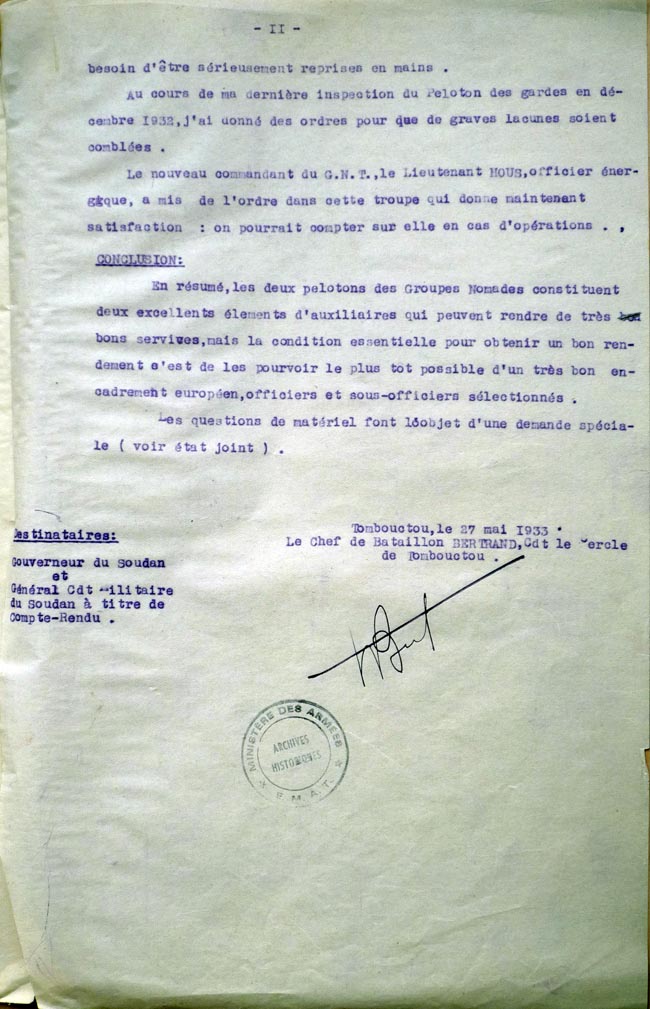 - II -
besoin d'être sérieusement reprises en mains .
Au cours de ma dernière inspection du Peloton des gardes en dé-
cembre 1932,j'ai donné des ordres pour que de graves lacunes soient
comblées .
Le nouveau commandant du G.N.T.,le Lieutenant HOUS,officier éner-
gique, a mis de l'ordre dans cette troupe qui donne maintenant
satisfaction : on pourrait compter sur elle en cas d'opérations . ,
CONCLUSION:
En résumé,les deux pelotons des Groupes Nomades constituent
deux excellents élements d'auxiliaires qui peuvent rendre de très bon
bons services,mais la condition essentielle pour obtenir un bon ren-
dement c'est de les pourvoir le plus tôt possible d'un très bon en-
cadrement européen,officiers et sous-officiers sélectionnés .
Les questions de matériel font l6objet d'une demande spécia-
le ( voir état joint ) .
Tombouctou,le 27 mai 1933 .
Le Chef de Bataillon BERTRAND,Cdt le Cercle
de Tombouctou .
Destinataires:
Gouverneur du Soudan
et
Général Cdt Militaire
du Soudan à titre de
Compte-Rendu .
MINISTÈRE DES ARMÉES
ARCHIVES
HISTORIQUES
E. M. A. T.